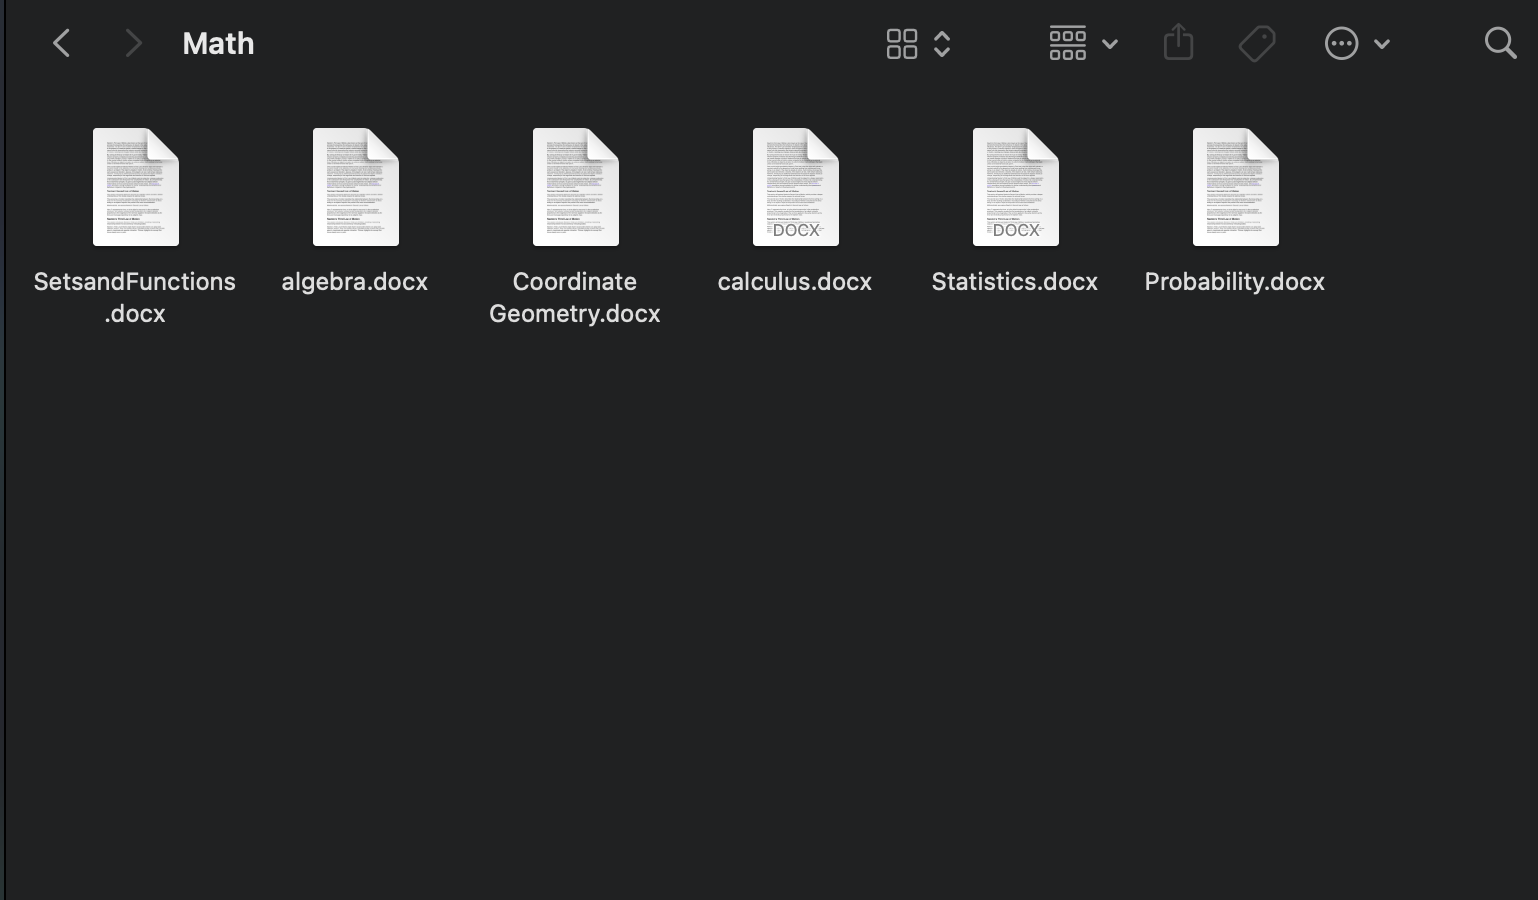 Math
DOCX
DOCX
SetsandFunctions
.docx
algebra.docx
Coordinate
Geometry.docx
calculus.docx
Statistics.docx
Probability.docx